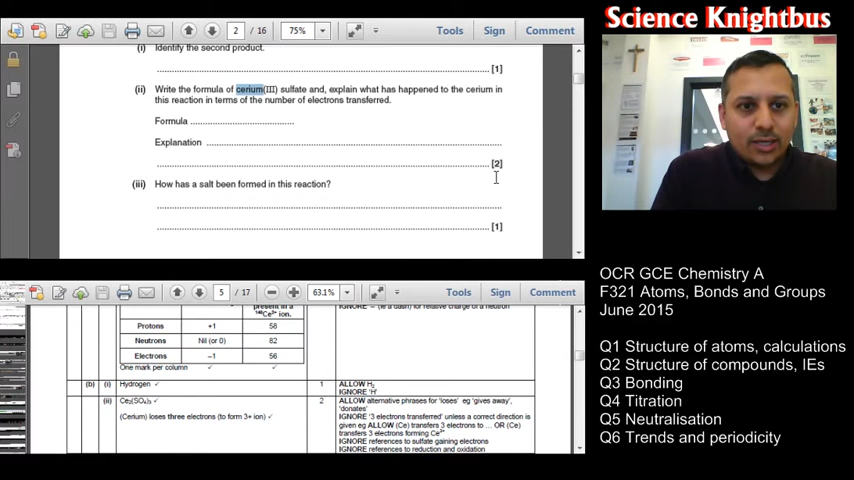 Science Knightbus
2 / 16
75%
Tools
Sign
Comment
(i) Identify the second product.
[1]
(ii) Write the formula of cerium(III) sulfate and, explain what has happened to the cerium in
this reaction in terms of the number of electrons transferred.
Formula
Explanation
[2]
(iii) How has a salt been formed in this reaction?
[1]
5 / 17
63.1%
Tools
Sign
Comment
present in a
¹⁴⁰Ce²⁺ ion.
Protons +1 58
Neutrons Nil (or 0) 82
Electrons −1 56
One mark per column ✓ ✓
(b) (i) Hydrogen ✓ 1 ALLOW H₂
IGNORE 'H'
(ii) Ce₂(SO₄)₃ ✓ 2 ALLOW alternative phrases for 'loses' eg 'gives away',
'donates'
(Cerium) loses three electrons (to form 3+ ion) ✓
IGNORE '3 electrons transferred' unless a correct direction is
given eg ALLOW (Ce) transfers 3 electrons to … OR (Ce)
transfers 3 electrons forming Ce³⁺
IGNORE references to sulfate gaining electrons
IGNORE references to reduction and oxidation
OCR GCE Chemistry A
F321 Atoms, Bonds and Groups
June 2015
Q1 Structure of atoms, calculations
Q2 Structure of compounds, IEs
Q3 Bonding
Q4 Titration
Q5 Neutralisation
Q6 Trends and periodicity